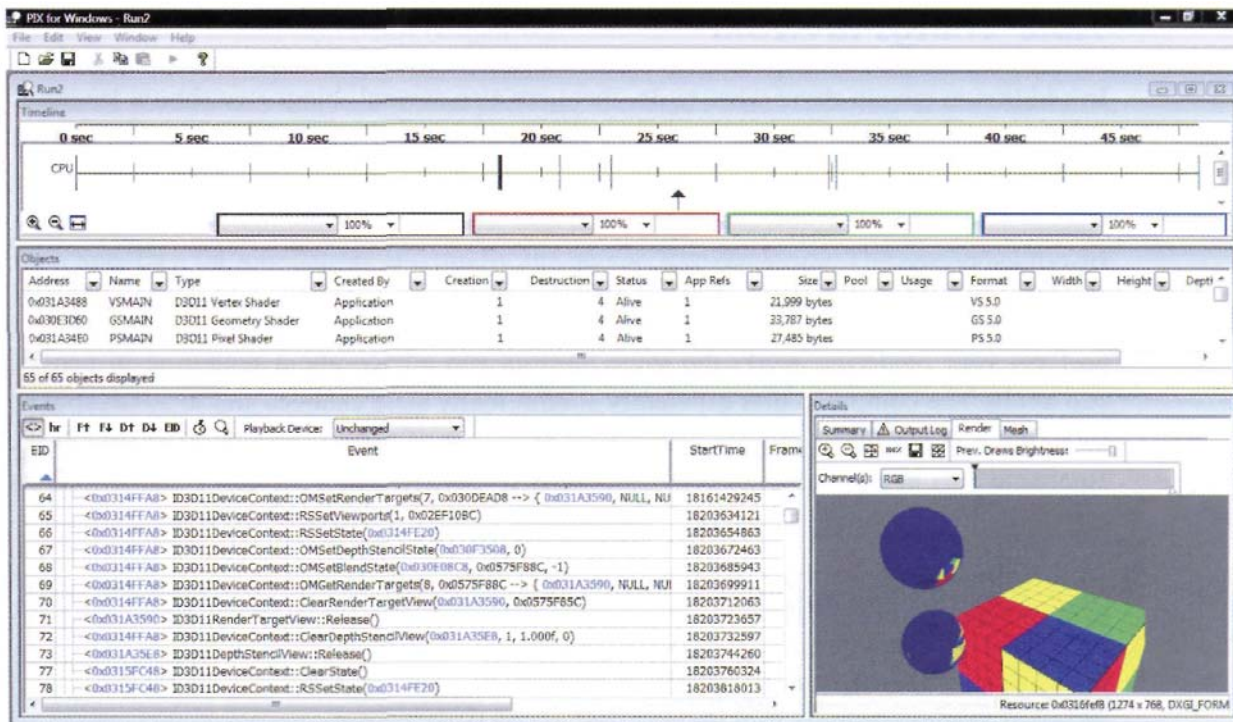 PIX for Windows - Run2
File Edit View Window Help
Run2
Timeline
0 sec 5 sec 10 sec 15 sec 20 sec 25 sec 30 sec 35 sec 40 sec 45 sec
CPU
100% 100% 100% 100%
Objects
Address Name Type Created By Creation Destruction Status App Refs Size Pool Usage Format Width Height Depth
0x031A3488 VSMAIN D3D11 Vertex Shader Application 1 4 Alive 1 21,999 bytes VS 5.0
0x030E3D60 GSMAIN D3D11 Geometry Shader Application 1 4 Alive 1 33,787 bytes GS 5.0
0x031A34E0 PSMAIN D3D11 Pixel Shader Application 1 4 Alive 1 27,485 bytes PS 5.0
65 of 65 objects displayed
Events
<> hr F↑ F↓ D↑ D↓ EID Playback Device: Unchanged
EID Event StartTime Frame
64 <0x0314FFA8> ID3D11DeviceContext::OMSetRenderTargets(7, 0x030DEAD8 --> { 0x031A3590, NULL, NU 18161429245
65 <0x0314FFA8> ID3D11DeviceContext::RSSetViewports(1, 0x02EF10BC) 18203634121
66 <0x0314FFA8> ID3D11DeviceContext::RSSetState(0x0314FE20) 18203654863
67 <0x0314FFA8> ID3D11DeviceContext::OMSetDepthStencilState(0x030F3508, 0) 18203672463
68 <0x0314FFA8> ID3D11DeviceContext::OMSetBlendState(0x030E08C8, 0x0575F88C, -1) 18203685943
69 <0x0314FFA8> ID3D11DeviceContext::OMGetRenderTargets(8, 0x0575F88C --> { 0x031A3590, NULL, NUI 18203699911
70 <0x0314FFA8> ID3D11DeviceContext::ClearRenderTargetView(0x031A3590, 0x0575F85C) 18203712063
71 <0x031A3590> ID3D11RenderTargetView::Release() 18203723657
72 <0x0314FFA8> ID3D11DeviceContext::ClearDepthStencilView(0x031A35E8, 1, 1.000f, 0) 18203732597
73 <0x031A35E8> ID3D11DepthStencilView::Release() 18203744260
77 <0x0315FC48> ID3D11DeviceContext::ClearState() 18203760324
78 <0x0315FC48> ID3D11DeviceContext::RSSetState(0x0314FE20) 18203818013
Details
Summary Output Log Render Mesh
Prev. Draws Brightness:
Channel(s): RGB
Resource: 0x0316fef8 (1274 x 768, DXGI_FORM